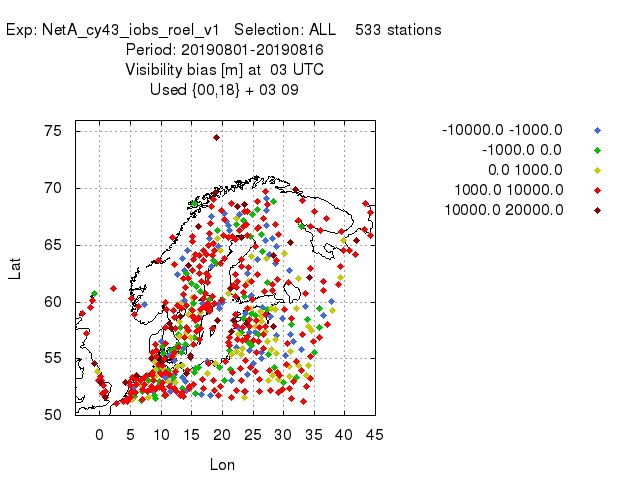 Exp: NetA_cy43_iobs_roel_v1 Selection: ALL 533 stations
Period: 20190801-20190816
Visibility bias [m] at 03 UTC
Used {00,18} + 03 09
-10000.0 -1000.0
-1000.0 0.0
0.0 1000.0
1000.0 10000.0
10000.0 20000.0
75
70
65
60
55
50
Lat
0 5 10 15 20 25 30 35 40 45
Lon